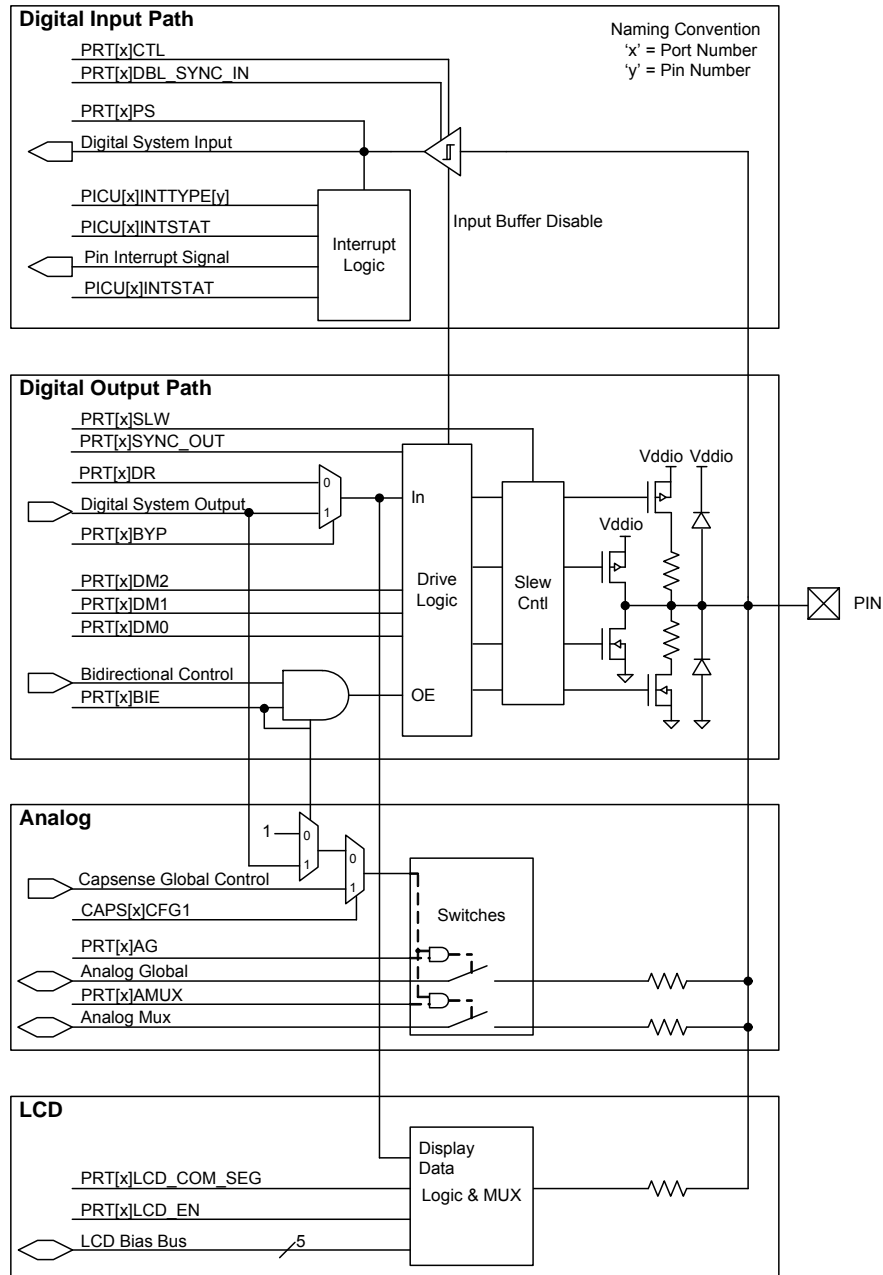 Digital Input Path
Naming Convention
‘x’ = Port Number
‘y’ = Pin Number
PRT[x]CTL
PRT[x]DBL_SYNC_IN
PRT[x]PS
Digital System Input
PICU[x]INTTYPE[y]
PICU[x]INTSTAT
Pin Interrupt Signal
PICU[x]INTSTAT
Interrupt
Logic
Input Buffer Disable
Digital Output Path
PRT[x]SLW
PRT[x]SYNC_OUT
PRT[x]DR
Digital System Output
PRT[x]BYP
0
1
In
PRT[x]DM2
PRT[x]DM1
PRT[x]DM0
Drive
Logic
Slew
Cntl
Vddio Vddio
Vddio
PIN
Bidirectional Control
PRT[x]BIE
OE
Analog
1
0
1
0
1
Capsense Global Control
CAPS[x]CFG1
Switches
PRT[x]AG
Analog Global
PRT[x]AMUX
Analog Mux
LCD
Display
Data
Logic & MUX
PRT[x]LCD_COM_SEG
PRT[x]LCD_EN
LCD Bias Bus
5